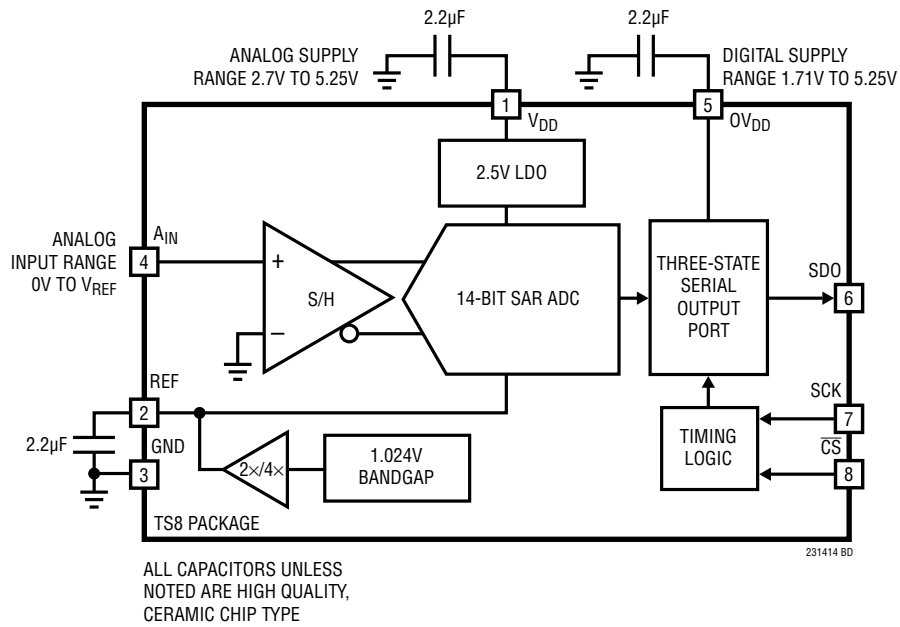 2.2µF
2.2µF
ANALOG SUPPLY
RANGE 2.7V TO 5.25V
DIGITAL SUPPLY
RANGE 1.71V TO 5.25V
1
5
VDD
OVDD
2.5V LDO
ANALOG
INPUT RANGE
0V TO VREF
AIN
4
+
S/H
–
14-BIT SAR ADC
THREE-STATE
SERIAL
OUTPUT
PORT
SDO
6
REF
2
2.2µF
GND
3
2×/4×
1.024V
BANDGAP
TIMING
LOGIC
SCK
7
C̅S̅
8
TS8 PACKAGE
231414 BD
ALL CAPACITORS UNLESS
NOTED ARE HIGH QUALITY,
CERAMIC CHIP TYPE